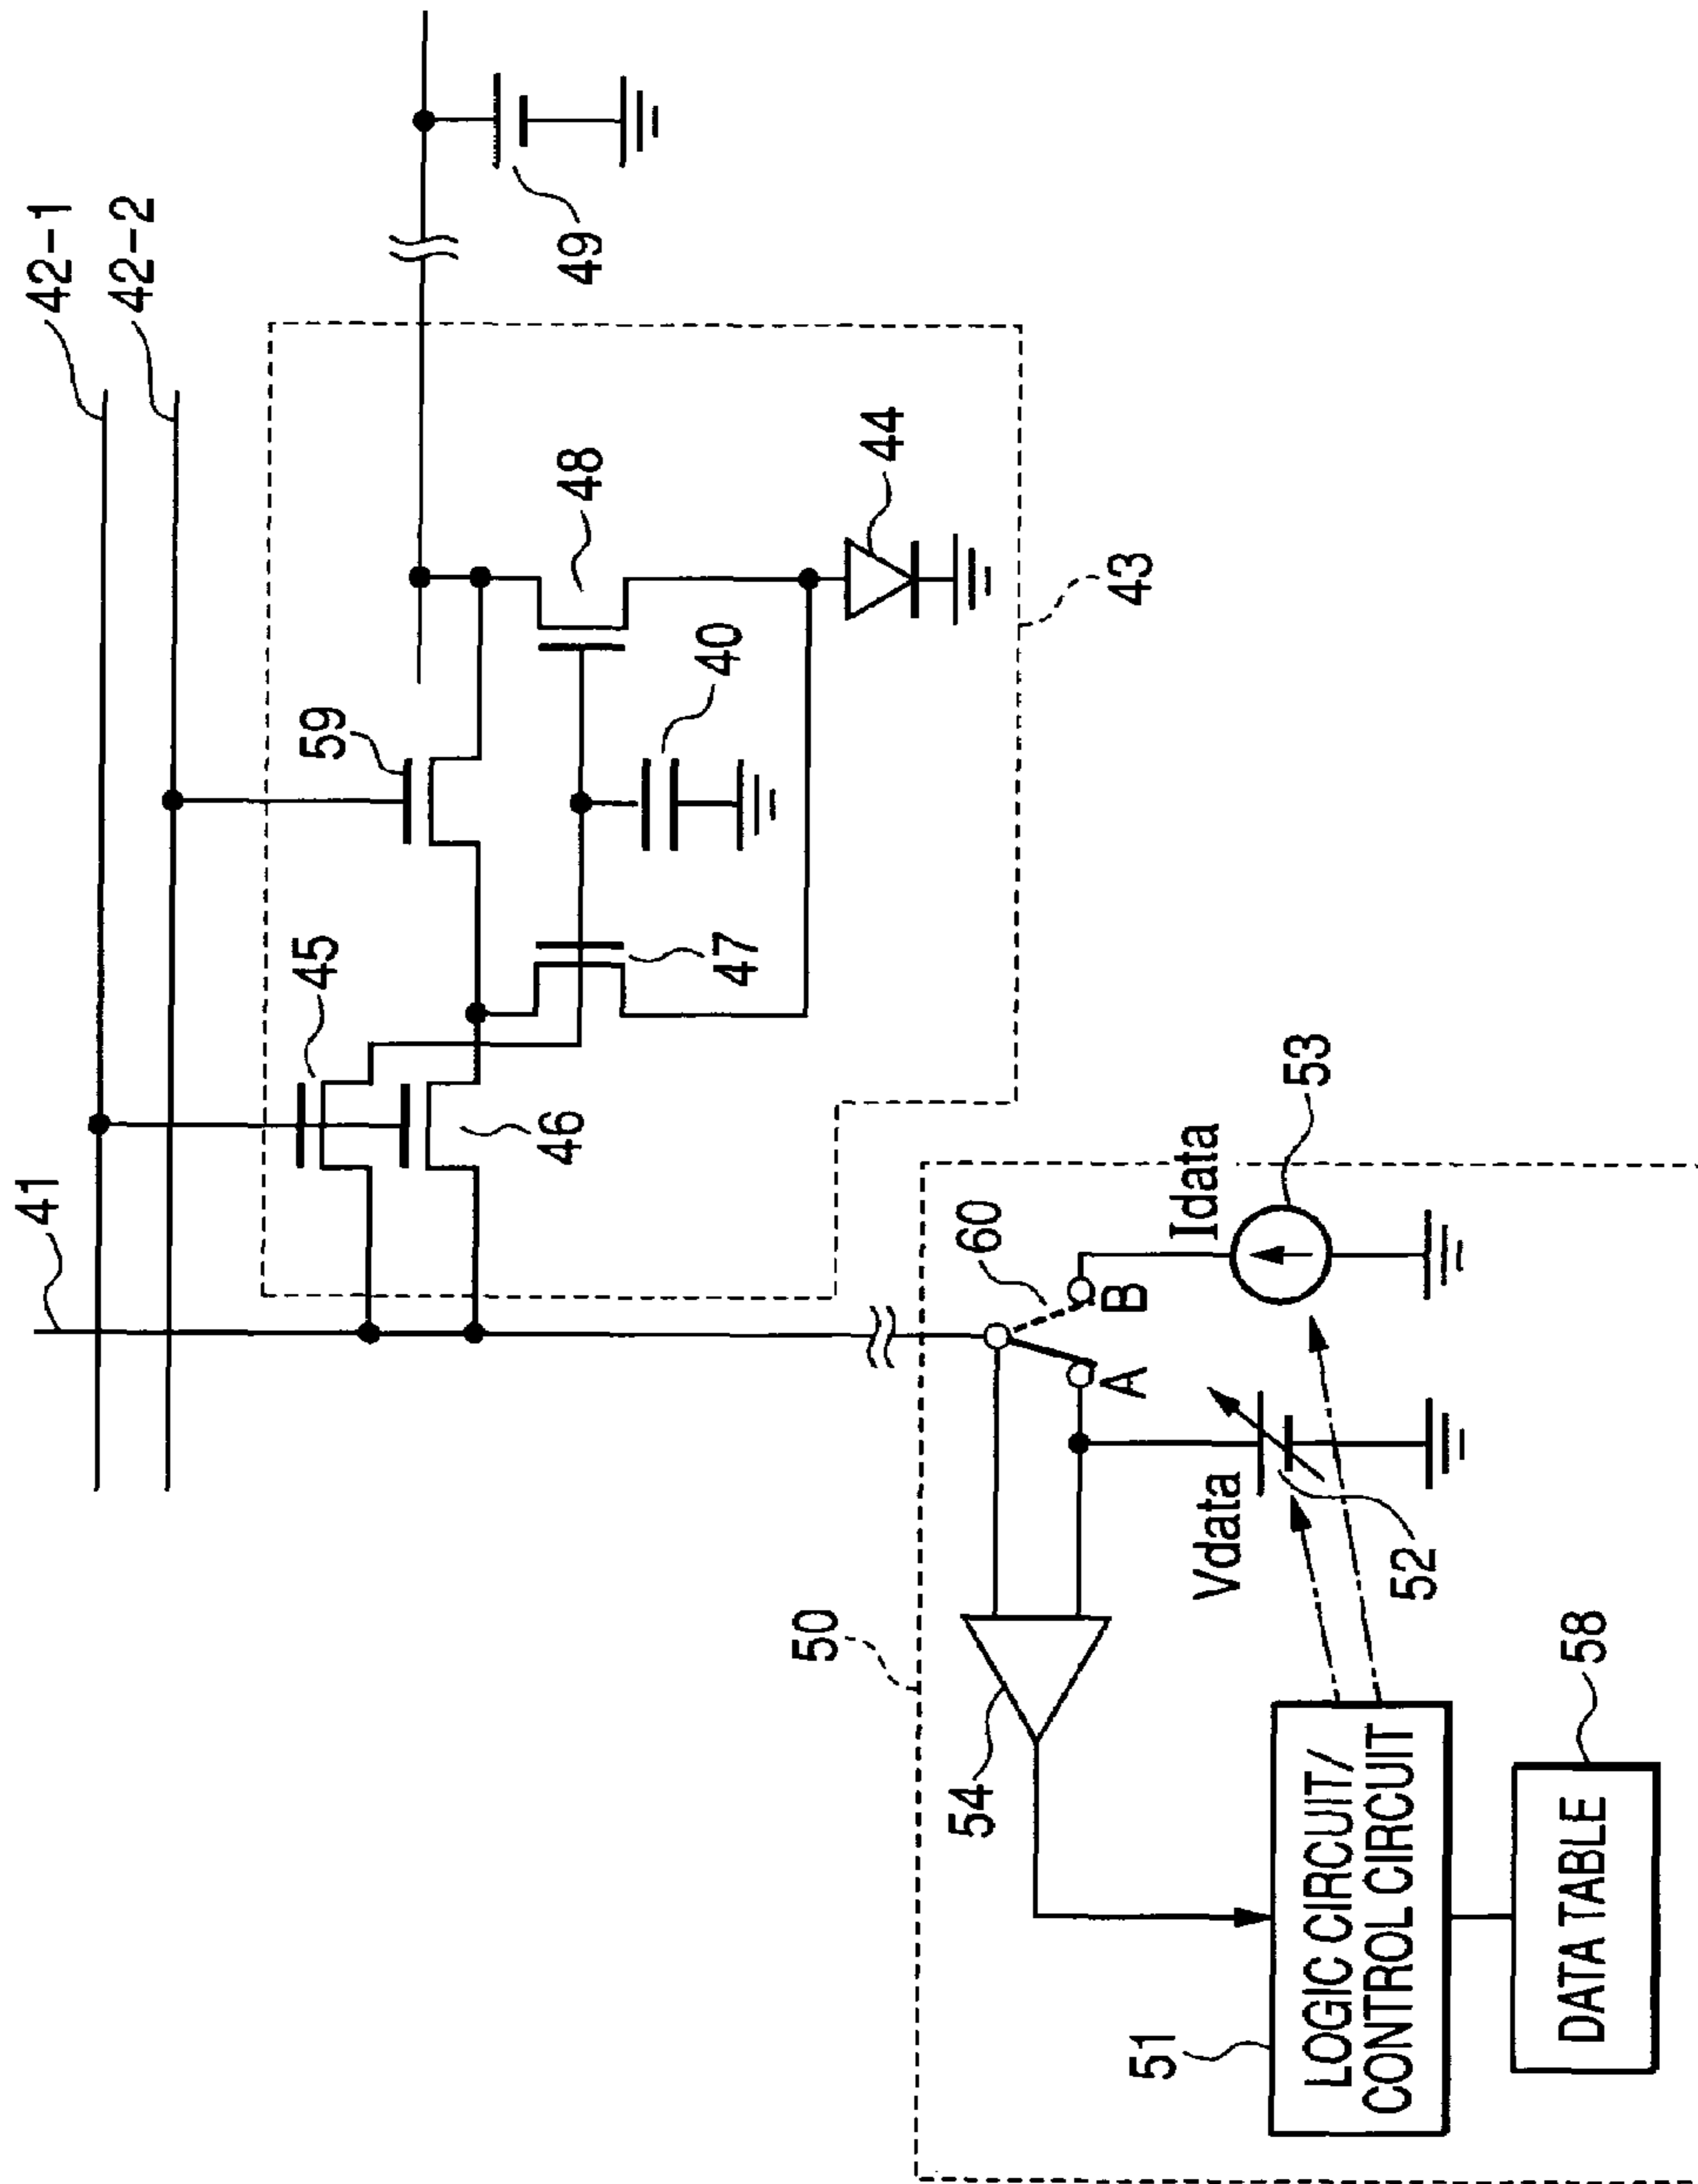 42-1
42-2
41
49
59
48
45
40
44
47
46
43
50
60
53
Idata
B
A
Vdata
52
54
51
LOGIC CIRCUIT/
CONTROL CIRCUIT
58
DATA TABLE